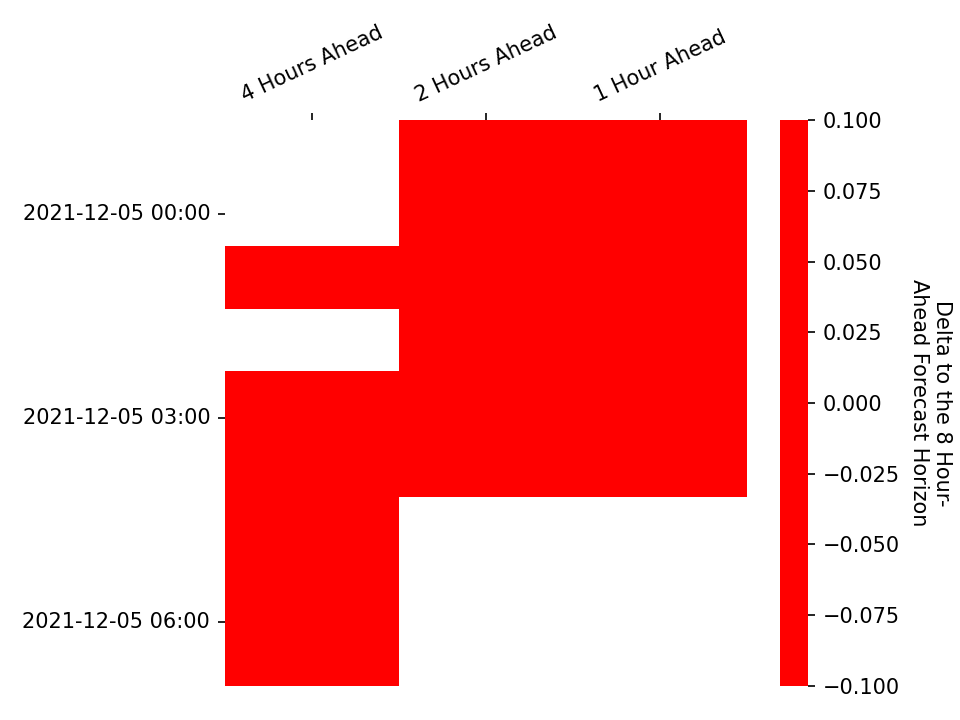 4 Hours Ahead
2 Hours Ahead
1 Hour Ahead
2021-12-05 00:00
2021-12-05 03:00
2021-12-05 06:00
0.100
0.075
0.050
0.025
0.000
−0.025
−0.050
−0.075
−0.100
Delta to the 8 Hour-
Ahead Forecast Horizon